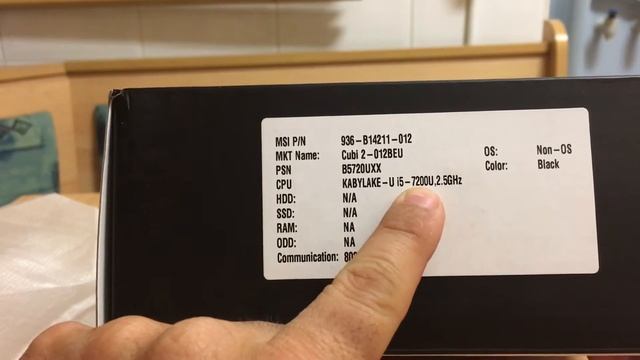 MSI P/N 936-B14211-012
MKT Name: Cubi 2-012BEU OS: Non-OS
PSN B5720UXX Color: Black
CPU KABYLAKE-U i5-7200U,2.5GHz
HDD: N/A
SSD: N/A
RAM: NA
ODD: NA
Communication: